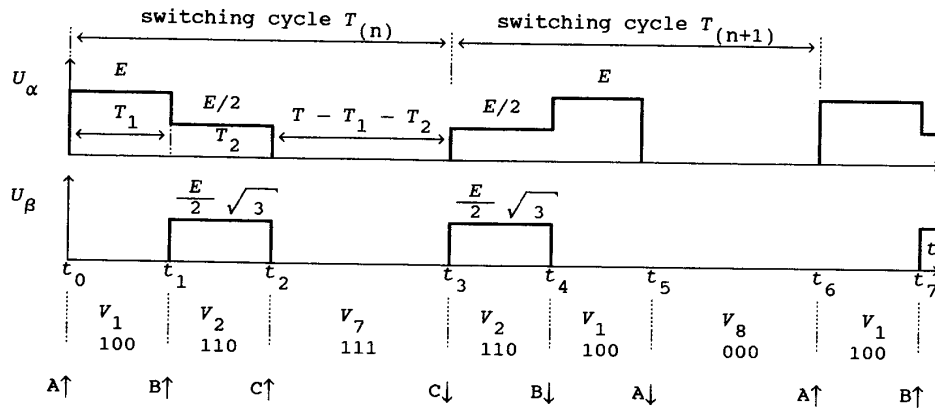 switching cycle T(n) switching cycle T(n+1)
Uα E E/2 E/2 E
T1 T2 T − T1 − T2
Uβ E/2 √3 E/2 √3
t0 t1 t2 t3 t4 t5 t6 t7 t
V1 V2 V7 V2 V1 V8 V1
100 110 111 110 100 000 100
A↑ B↑ C↑ C↓ B↓ A↓ A↑ B↑